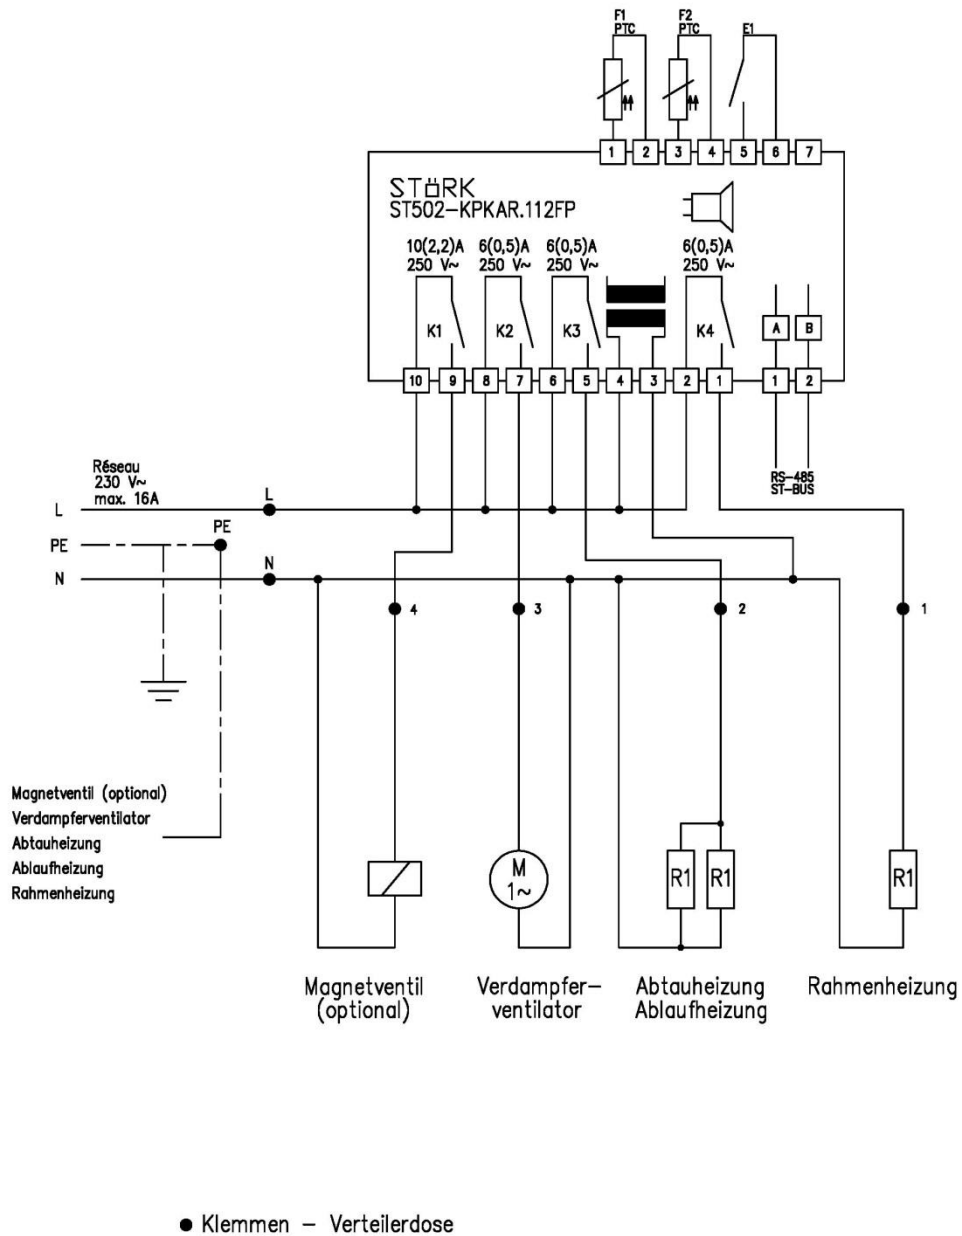 F1 F2
PTC PTC E1
1 2 3 4 5 6 7
STÖRK
ST502-KPKAR.112FP
10(2,2)A 6(0,5)A 6(0,5)A 6(0,5)A
250 V~ 250 V~ 250 V~ 250 V~
K1 K2 K3 K4 A B
10 9 8 7 6 5 4 3 2 1 1 2
RS-485
ST-BUS
Réseau
230 V~
max. 16A
L L
PE PE
N N
4 3 2 1
Magnetventil (optional)
Verdampferventilator
Abtauheizung
Ablaufheizung
Rahmenheizung
M
1~
R1 R1 R1
Magnetventil
(optional)
Verdampfer-
ventilator
Abtauheizung
Ablaufheizung
Rahmenheizung
● Klemmen – Verteilerdose